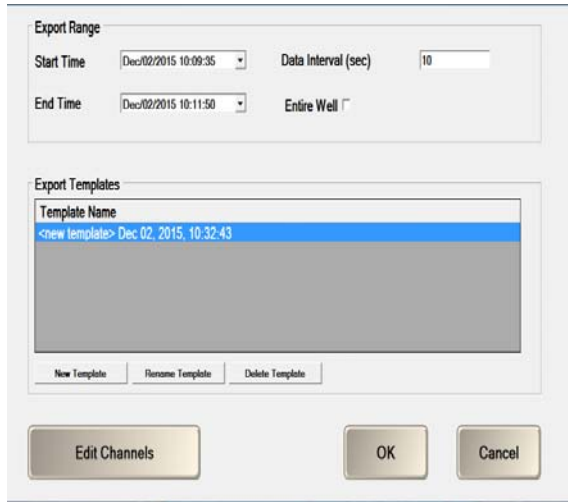 Export Range
Start Time Dec/02/2015 10:09:35 Data Interval (sec) 10
End Time Dec/02/2015 10:11:50 Entire Well
Export Templates
Template Name
<new template> Dec 02, 2015, 10:32:43
New Template Rename Template Delete Template
Edit Channels OK Cancel